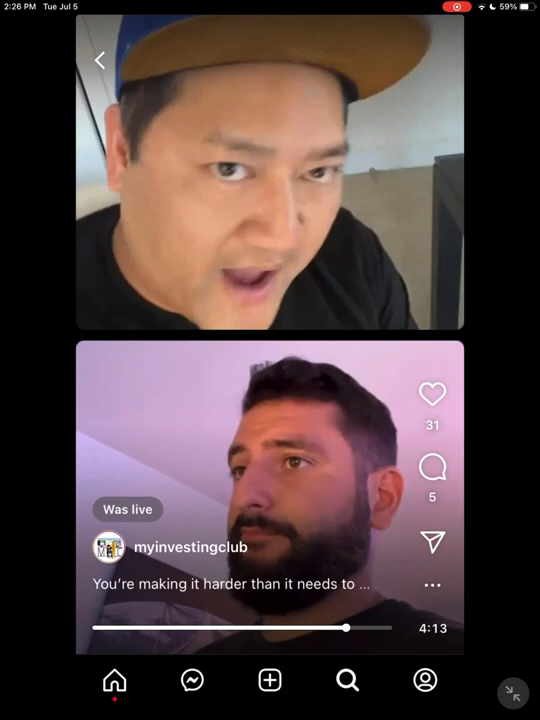 2:26 PM Tue Jul 5
59%
31
5
Was live
myinvestingclub
You're making it harder than it needs to ...
4:13